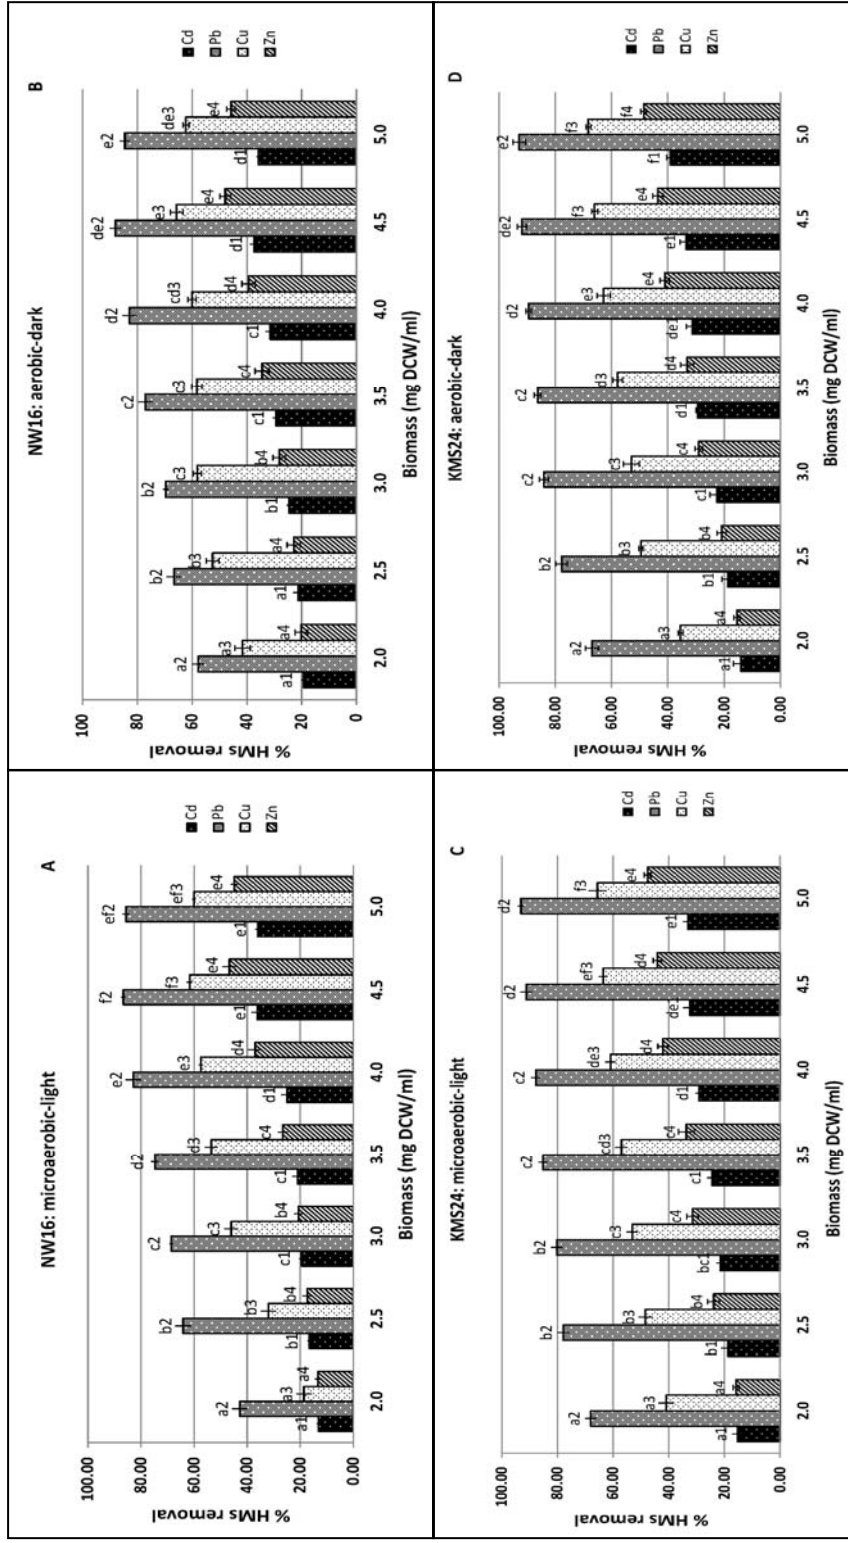 NW16: microaerobic-light
A
% HMs removal
100.00
80.00
60.00
40.00
20.00
0.00
a1 a2 a3 a4
b1 b2 b3 b4
c1 c2 c3 b4
c1 d2 d3 c4
d1 e2 e3 d4
e1 f2 f3 e4
e1 ef2 ef3 e4
2.0 2.5 3.0 3.5 4.0 4.5 5.0
Biomass (mg DCW/ml)
Cd
Pb
Cu
Zn
NW16: aerobic-dark
B
% HMs removal
100
80
60
40
20
0
a1 a2 a3 a4
a1 b2 b3 a4
b1 b2 c3 b4
c1 c2 c3 c4
c1 d2 cd3 d4
d1 de2 e3 e4
d1 e2 de3 e4
2.0 2.5 3.0 3.5 4.0 4.5 5.0
Biomass (mg DCW/ml)
Cd
Pb
Cu
Zn
KMS24: microaerobic-light
C
% HMs removal
100.00
80.00
60.00
40.00
20.00
0.00
a1 a2 a3 a4
b1 b2 b3 b4
bc1 b2 c3 c4
c1 c2 cd3 c4
d1 c2 de3 d4
de1 d2 ef3 d4
e1 d2 f3 e4
2.0 2.5 3.0 3.5 4.0 4.5 5.0
Biomass (mg DCW/ml)
Cd
Pb
Cu
Zn
KMS24: aerobic-dark
D
% HMs removal
100.00
80.00
60.00
40.00
20.00
0.00
a1 a2 a3 a4
b1 b2 b3 b4
c1 c2 c3 c4
d1 c2 d3 d4
de1 d2 e3 e4
e1 de2 f3 e4
f1 e2 f3 f4
2.0 2.5 3.0 3.5 4.0 4.5 5.0
Biomass (mg DCW/ml)
Cd
Pb
Cu
Zn